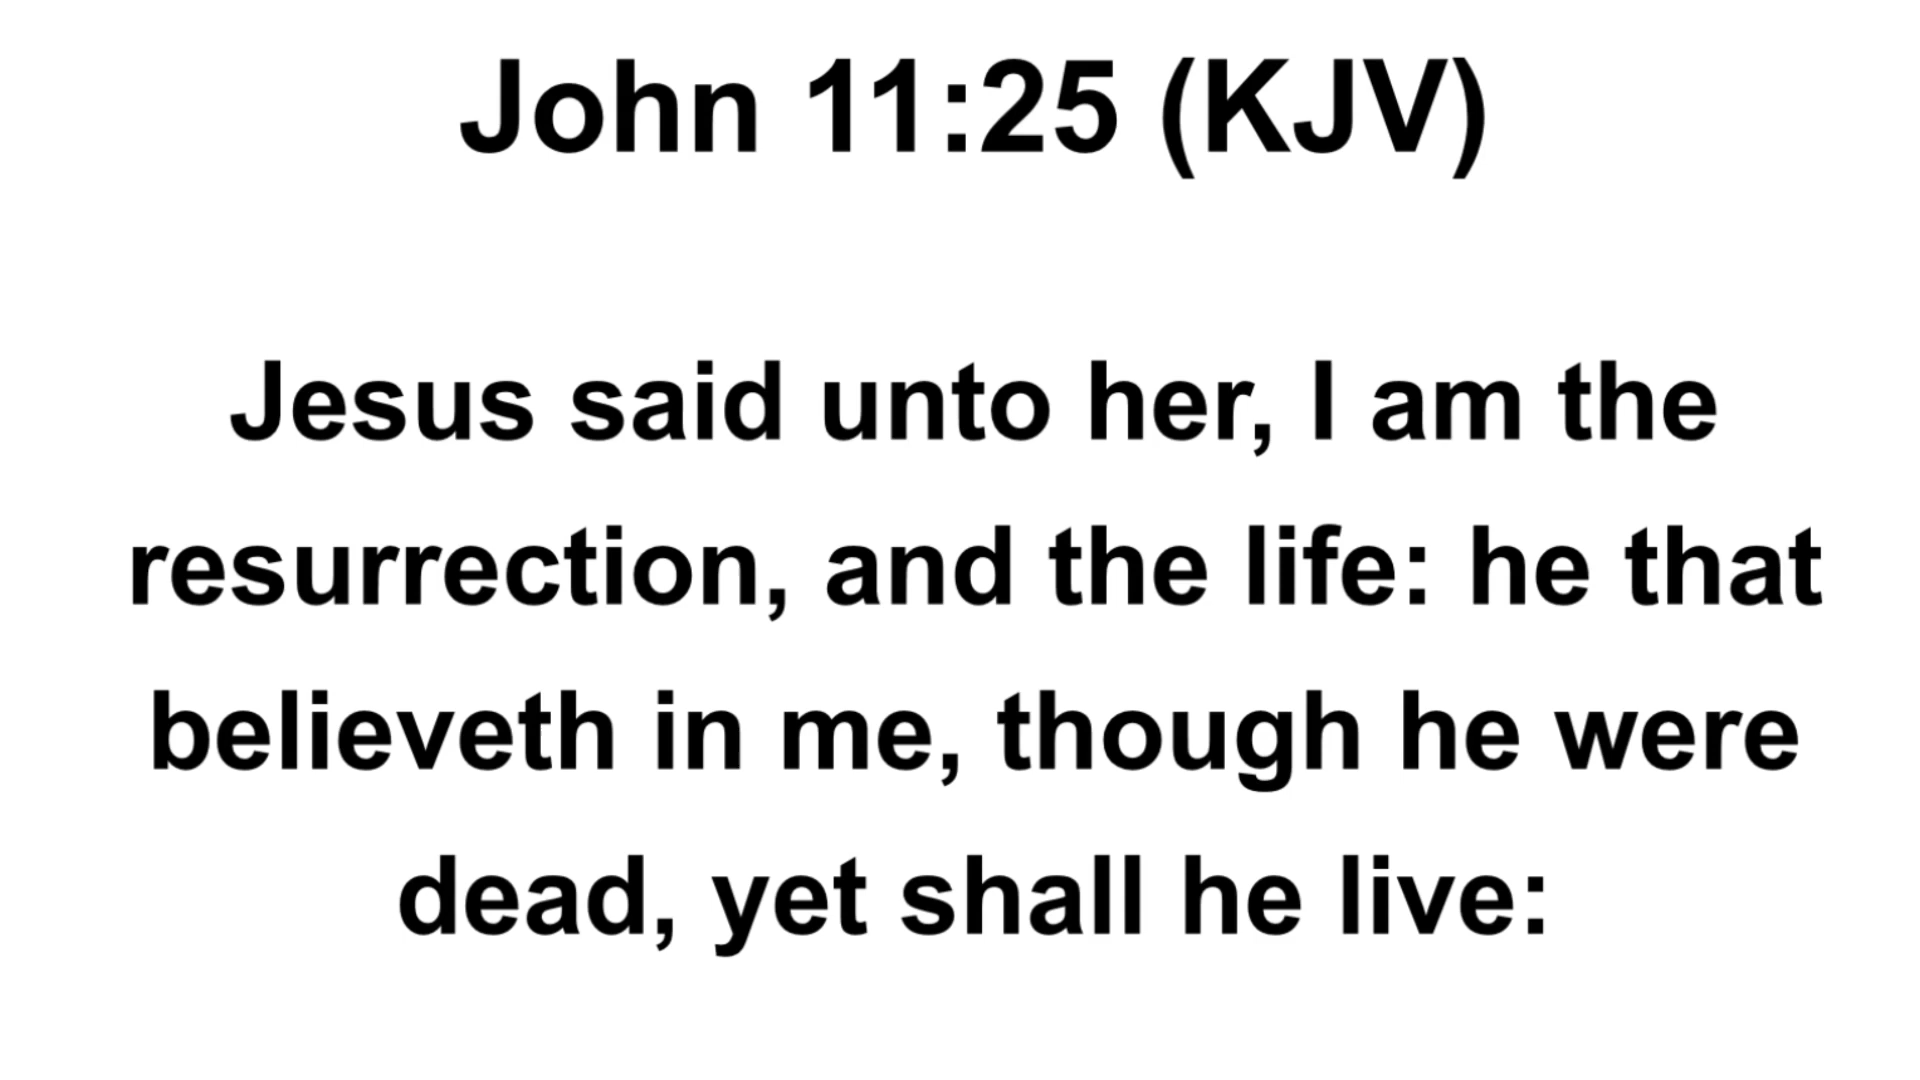 John 11:25 (KJV)
Jesus said unto her, I am the
resurrection, and the life: he that
believeth in me, though he were
dead, yet shall he live: